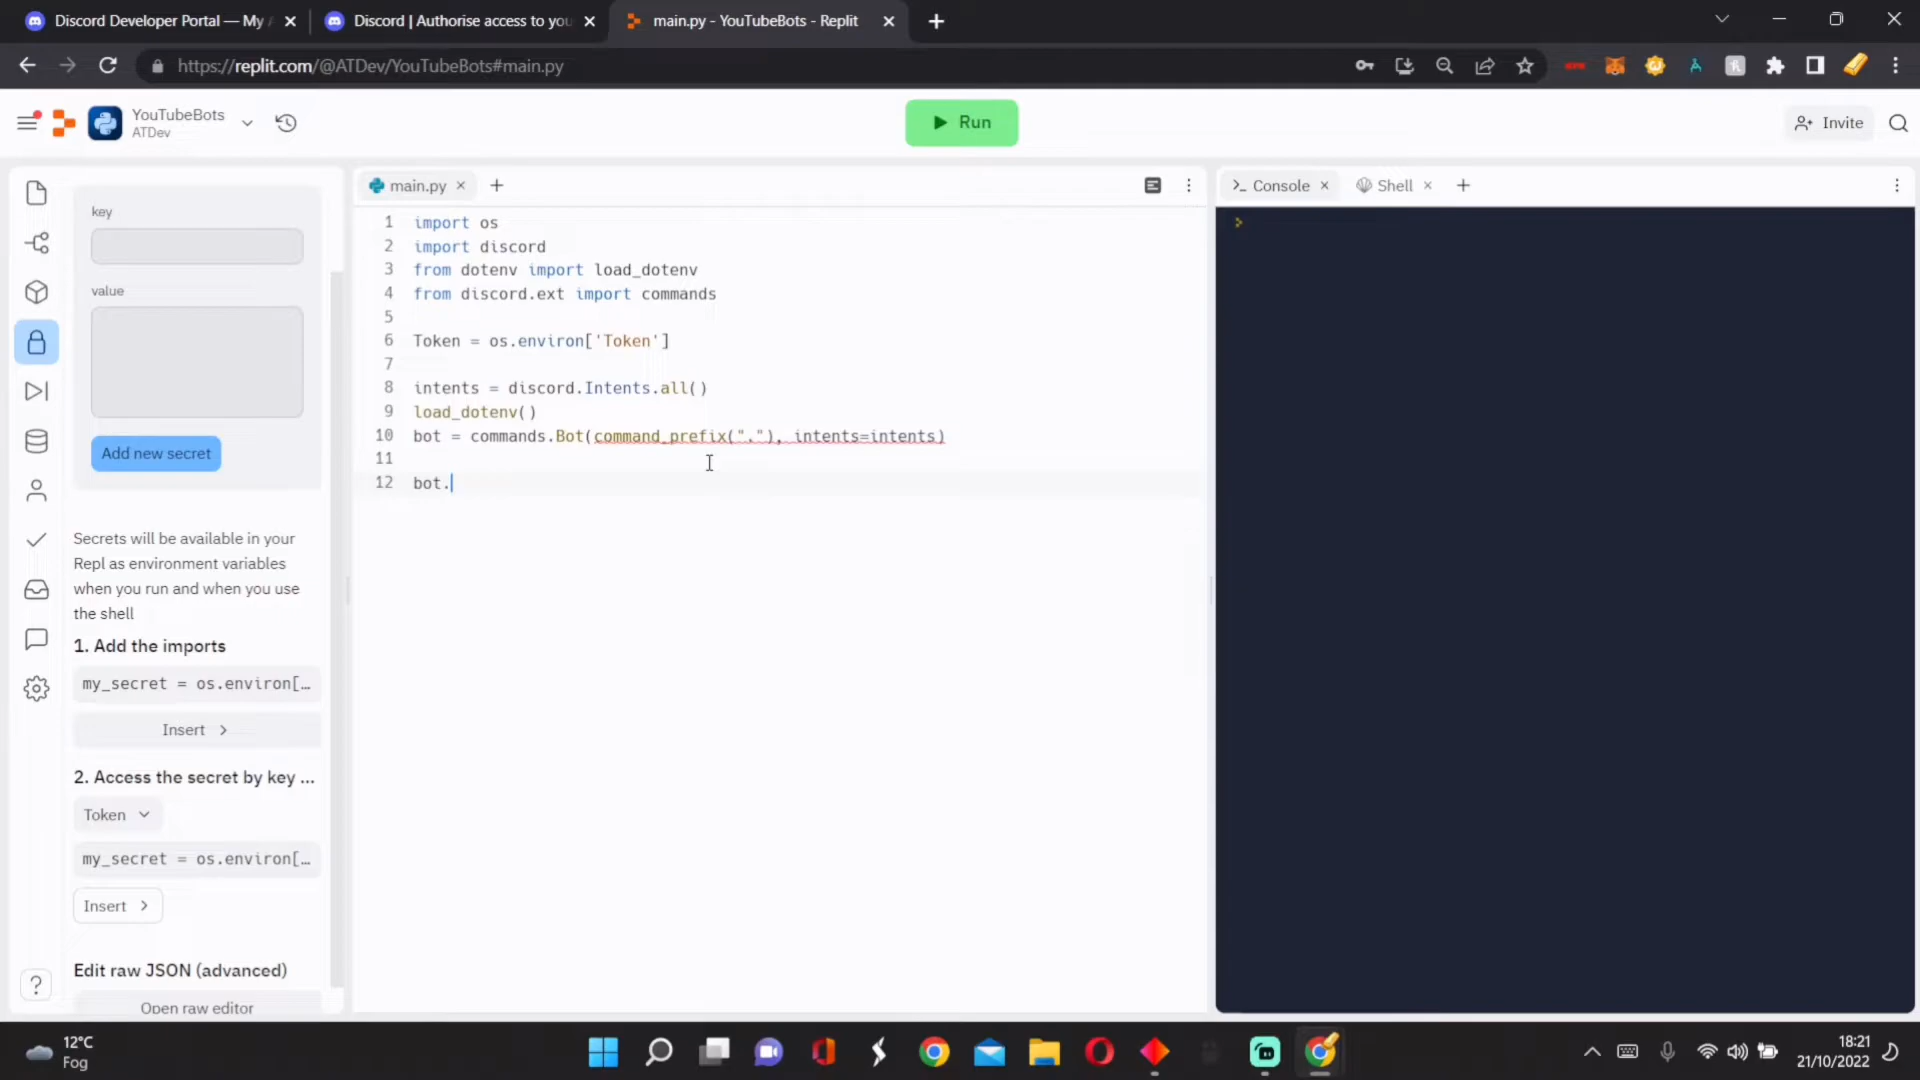 Discord Developer Portal — My A
Discord | Authorise access to you
main.py - YouTubeBots - Replit
https://replit.com/@ATDev/YouTubeBots#main.py
YouTubeBots
ATDev
Run
Invite
main.py
Console
Shell
key
value
Add new secret
Secrets will be available in your
Repl as environment variables
when you run and when you use
the shell
1. Add the imports
my_secret = os.environ[…
Insert
2. Access the secret by key ...
Token
my_secret = os.environ[…
Insert
Edit raw JSON (advanced)
Open raw editor
1 import os
2 import discord
3 from dotenv import load_dotenv
4 from discord.ext import commands
5
6 Token = os.environ['Token']
7
8 intents = discord.Intents.all()
9 load_dotenv()
10 bot = commands.Bot(command_prefix("."), intents=intents)
11
12 bot.
>
?
12°C
Fog
18:21
21/10/2022